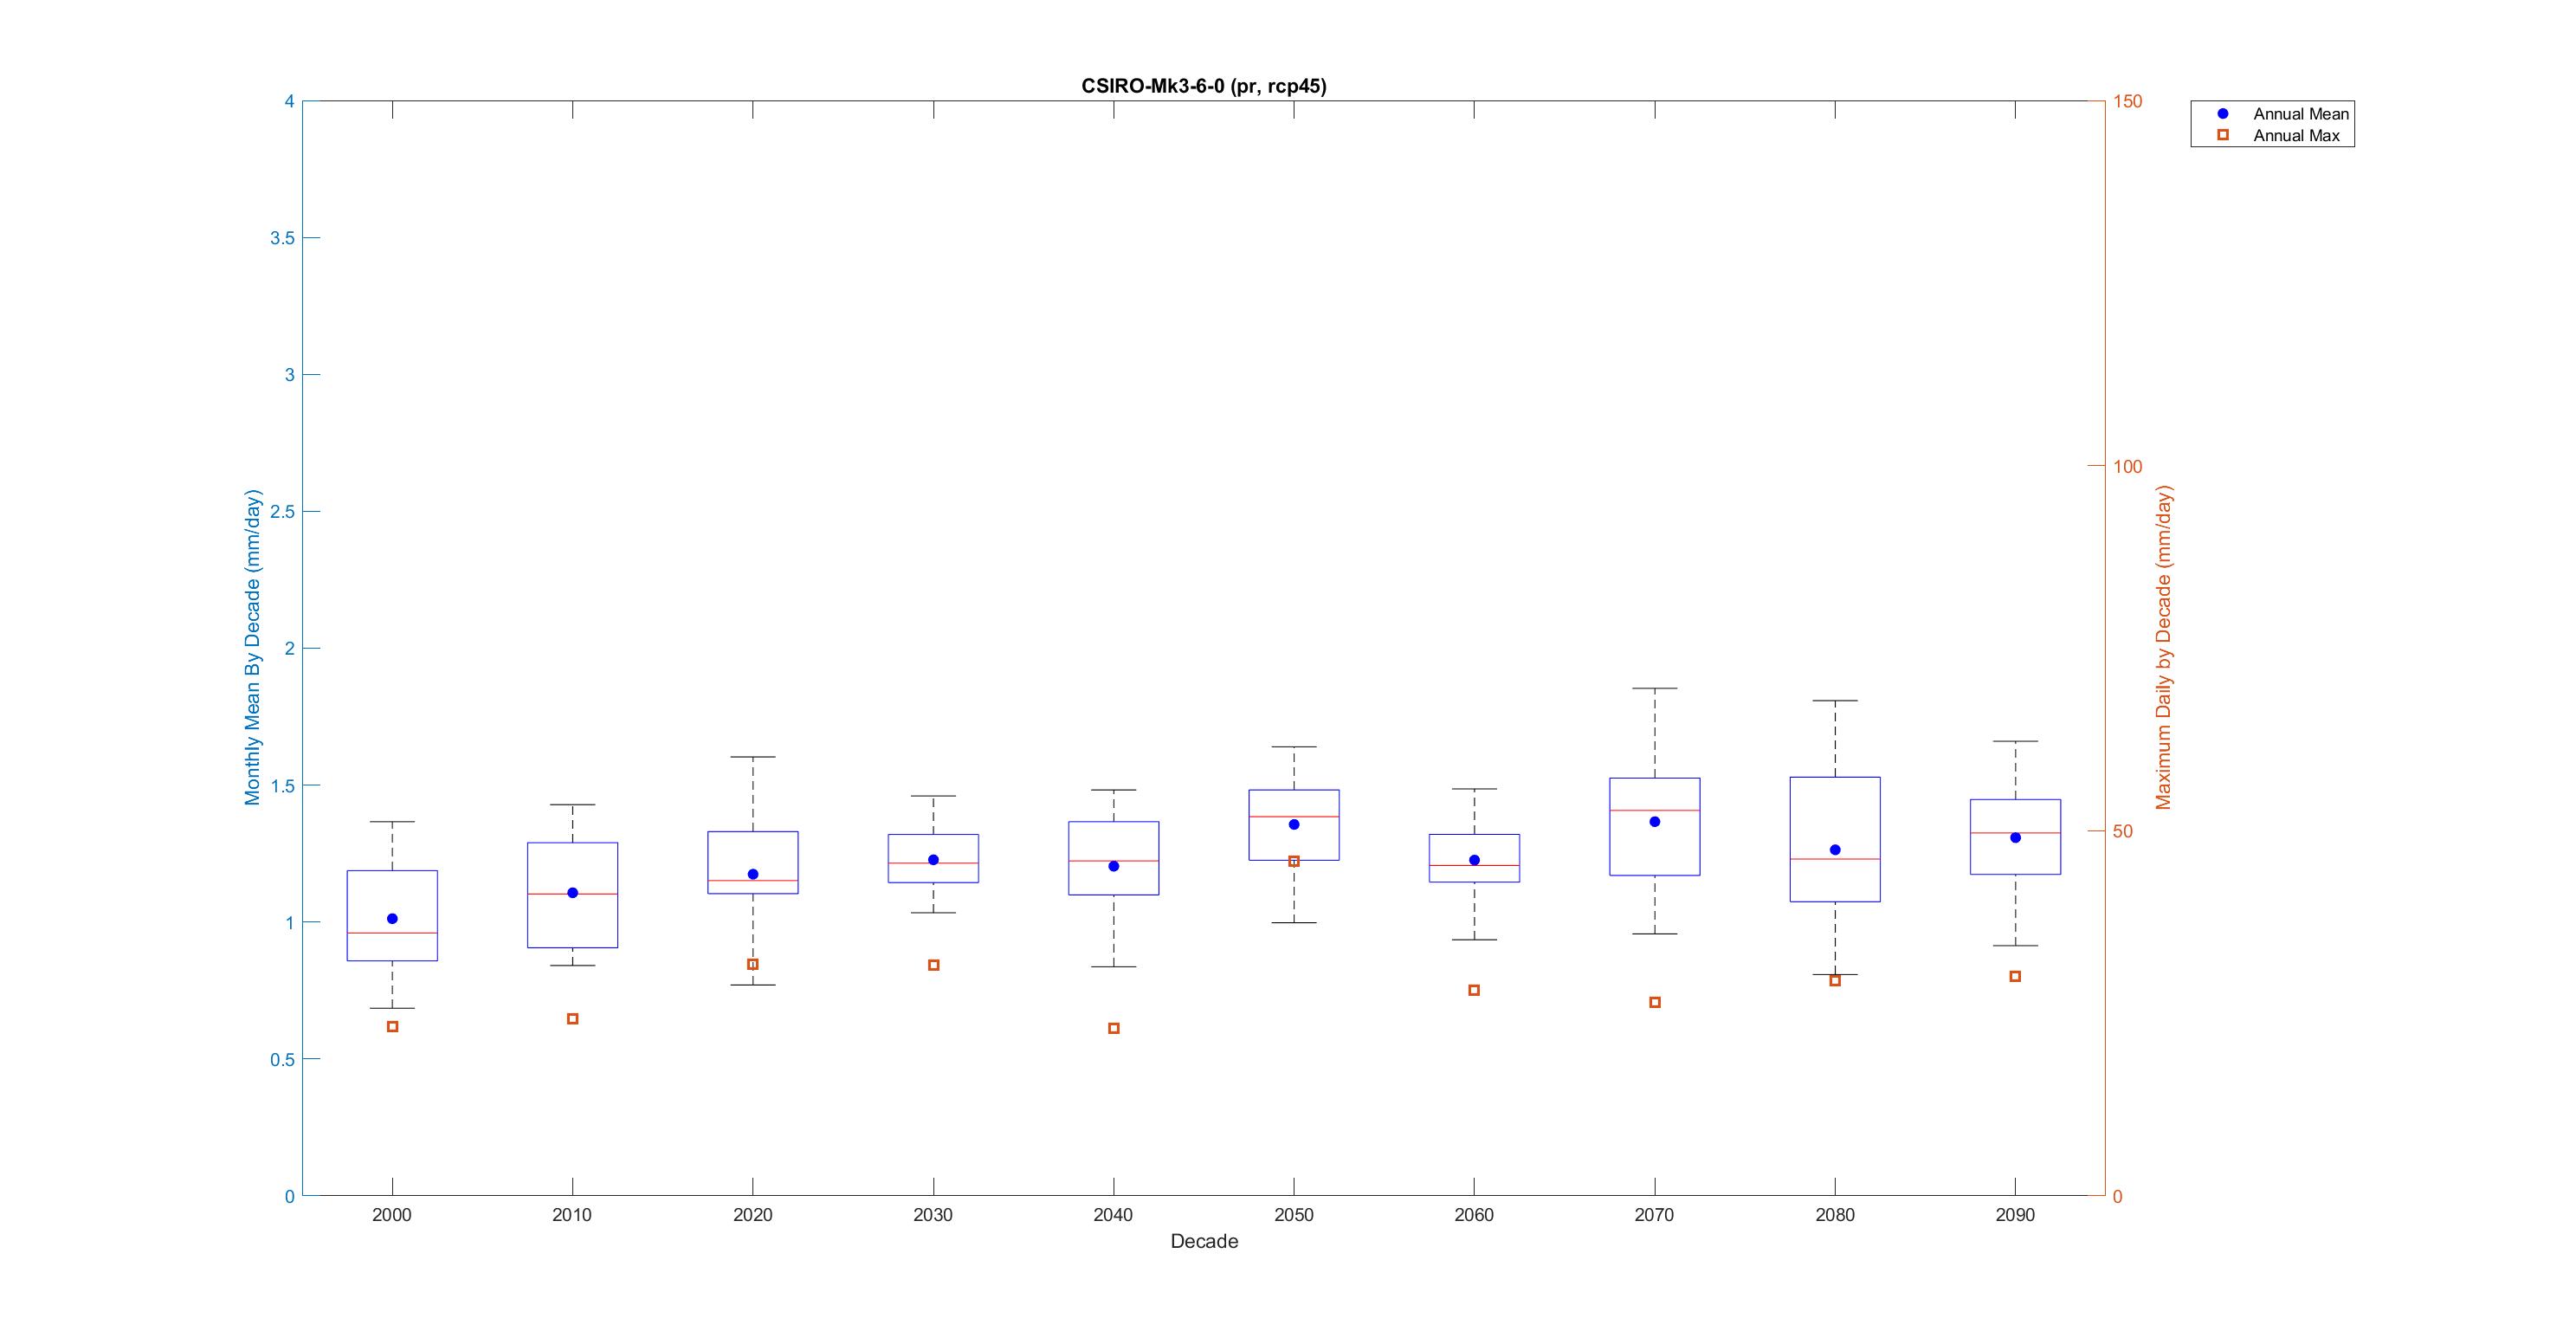 CSIRO-Mk3-6-0 (pr, rcp45)
Annual Mean
Annual Max
Monthly Mean By Decade (mm/day)
4
3.5
3
2.5
2
1.5
1
0.5
0
150
100
50
0
Maximum Daily by Decade (mm/day)
2000 2010 2020 2030 2040 2050 2060 2070 2080 2090
Decade